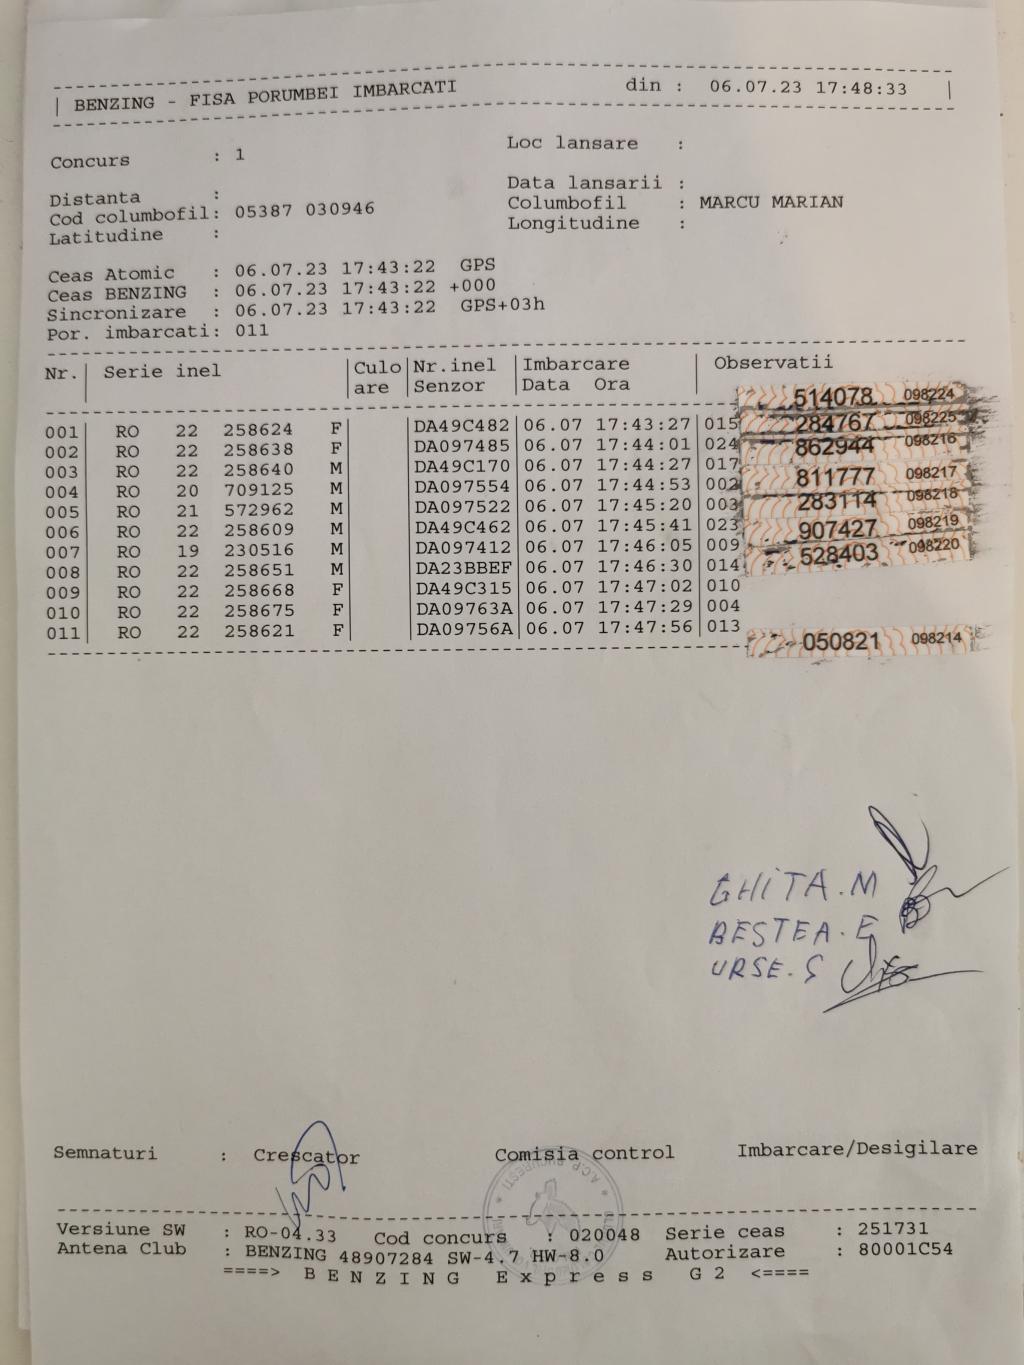 BENZING - FISA PORUMBEI IMBARCATI din : 06.07.23 17:48:33
Concurs : 1 Loc lansare :
Distanta : Data lansarii :
Cod columbofil: 05387 030946 Columbofil : MARCU MARIAN
Latitudine : Longitudine :
Ceas Atomic : 06.07.23 17:43:22 GPS
Ceas BENZING : 06.07.23 17:43:22 +000
Sincronizare : 06.07.23 17:43:22 GPS+03h
Por. imbarcati: 011
Nr. | Serie inel | Culo | Nr.inel | Imbarcare | Observatii
are | Senzor | Data Ora
514078 098224
001 RO 22 258624 F DA49C482 06.07 17:43:27 015 284767 098225
002 RO 22 258638 F DA097485 06.07 17:44:01 024 862944 098216
003 RO 22 258640 M DA49C170 06.07 17:44:27 017 811777 098217
004 RO 20 709125 M DA097554 06.07 17:44:53 002
005 RO 21 572962 M DA097522 06.07 17:45:20 003 283114 098218
006 RO 22 258609 M DA49C462 06.07 17:45:41 023 907427 098219
007 RO 19 230516 M DA097412 06.07 17:46:05 009 528403 098220
008 RO 22 258651 M DA23BBEF 06.07 17:46:30 014
009 RO 22 258668 F DA49C315 06.07 17:47:02 010
010 RO 22 258675 F DA09763A 06.07 17:47:29 004
011 RO 22 258621 F DA09756A 06.07 17:47:56 013 050821 098214
GHITA.M
BESTEA.E
URSE.S
Semnaturi : Crescator Comisia control Imbarcare/Desigilare
Versiune SW : RO-04.33 Cod concurs : 020048 Serie ceas : 251731
Antena Club : BENZING 48907284 SW-4.7 HW-8.0 Autorizare : 80001C54
====> B E N Z I N G E x p r e s s G 2 <====